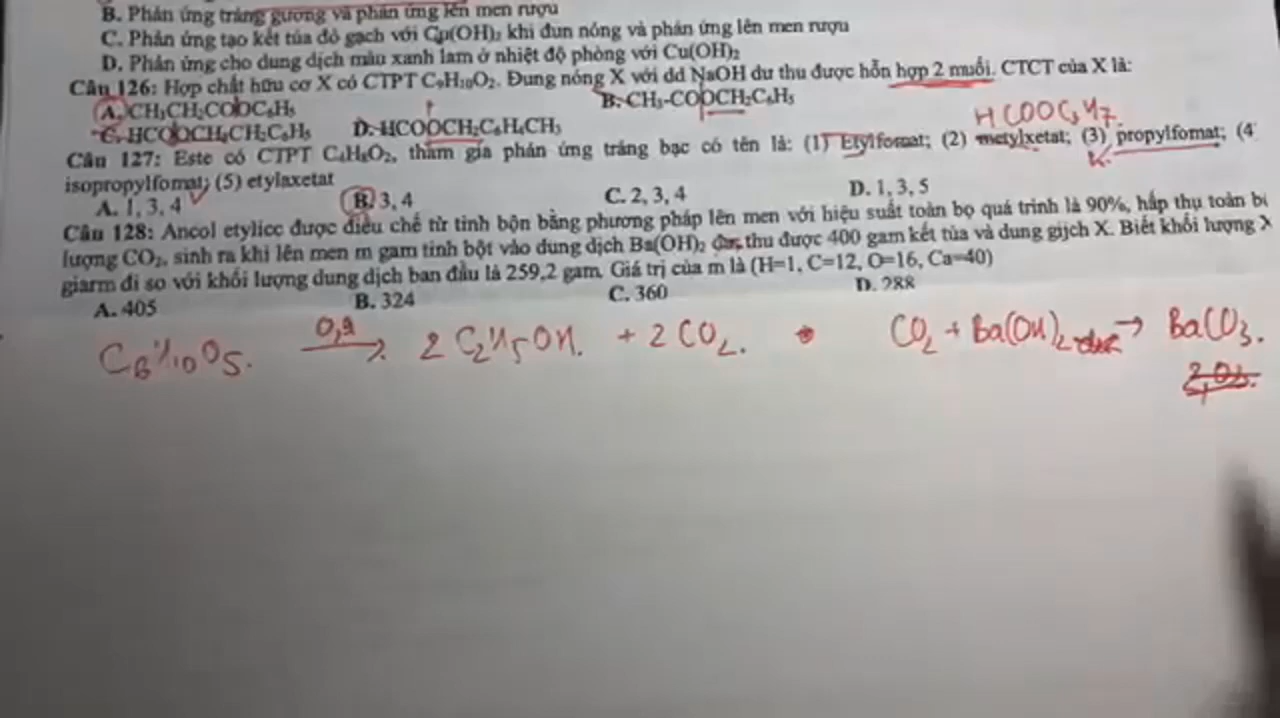 B. Phản ứng tráng gương và phản ứng lên men rượu
C. Phản ứng tạo kết tủa đỏ gạch với Cu(OH)₂ khi đun nóng và phản ứng lên men rượu
D. Phản ứng cho dung dịch màu xanh lam ở nhiệt độ phòng với Cu(OH)₂
Câu 126: Hợp chất hữu cơ X có CTPT C₉H₁₀O₂. Đung nóng X với dd NaOH dư thu được hỗn hợp 2 muối. CTCT của X là:
A. CH₃CH₂COOC₆H₅ B. CH₃-COOCH₂C₆H₅
HCOOC₃H₇.
C. HCOOCH₂CH₂C₆H₅ D. HCOOCH₂C₆H₄CH₃
Câu 127: Este có CTPT C₄H₈O₂, tham gia phản ứng tráng bạc có tên là: (1) Etylfomat; (2) metylxetat; (3) propylfomat; (4
isopropylfomat; (5) etylaxetat
A. 1, 3, 4 B. 3, 4 C. 2, 3, 4 D. 1, 3, 5
Câu 128: Ancol etylicc được điều chế từ tinh bộn bằng phương pháp lên men với hiệu suất toàn bọ quá trình là 90%, hấp thụ toàn bộ
lượng CO₂, sinh ra khi lên men m gam tinh bột vào dung dịch Ba(OH)₂ dư, thu được 400 gam kết tủa và dung gịjch X. Biết khối lượng X
giarm đi so với khối lượng dung dịch ban đầu là 259,2 gam. Giá trị của m là (H=1, C=12, O=16, Ca=40)
A. 405 B. 324 C. 360 D. 288
C₆H₁₀O₅. 0,9 → 2 C₂H₅OH. + 2 CO₂. CO₂ + Ba(OH)₂ dư → BaCO₃.